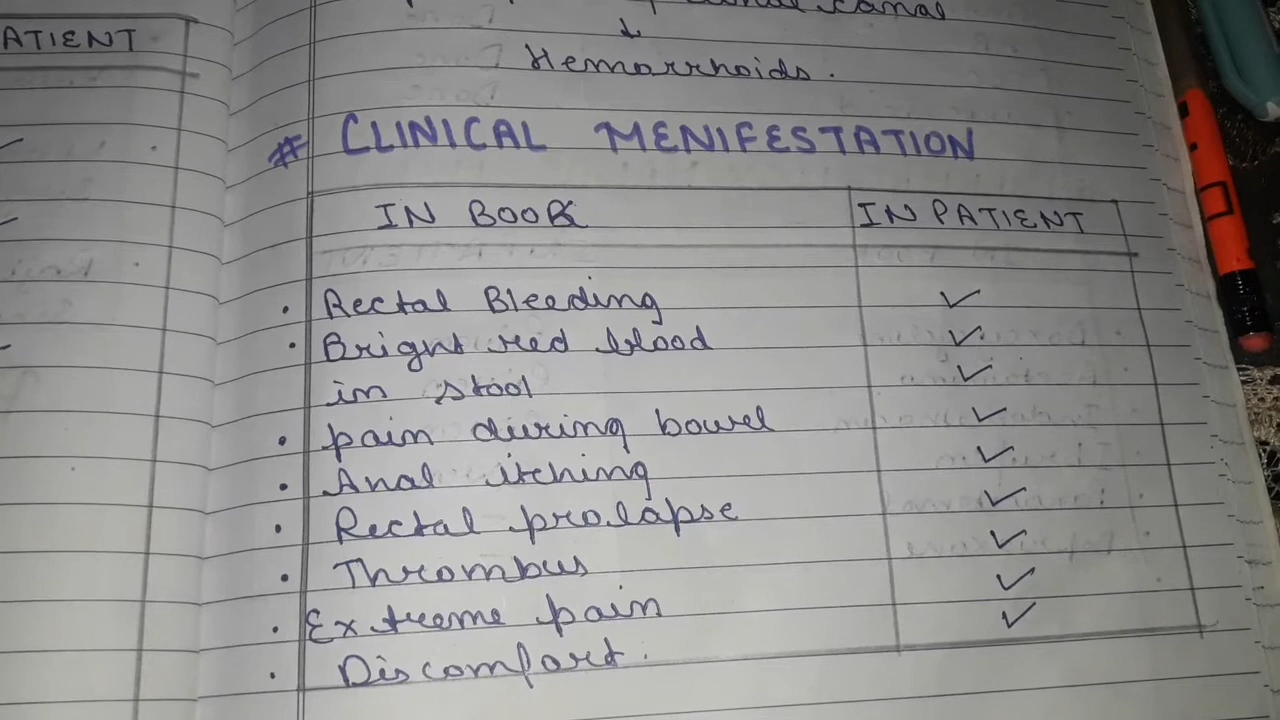 ATIENT
canal
↓
Hemorrhoids.
# CLINICAL MENIFESTATION
IN BOOK
IN PATIENT
• Rectal Bleeding ✓
• Bright red blood ✓
in stool ✓
• pain during bowel ✓
• Anal itching ✓
• Rectal prolapse ✓
• Thrombus ✓
• Extreme pain ✓
• Discomfort. ✓